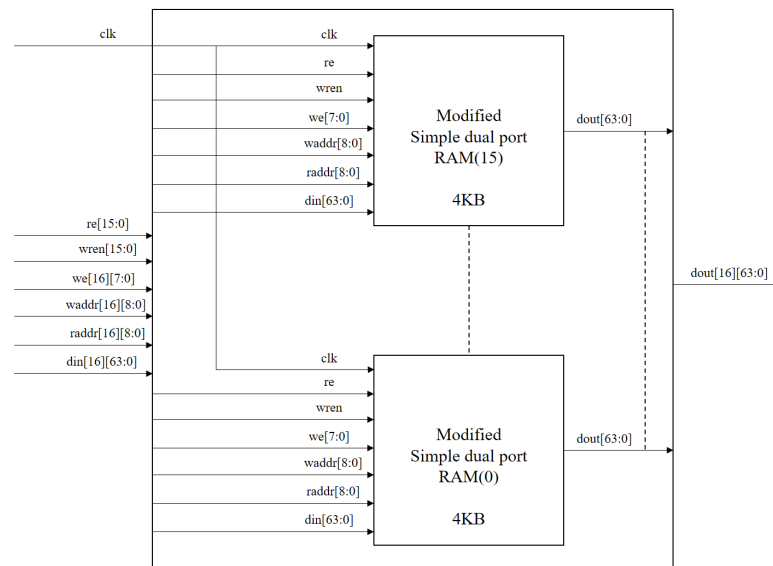 clk
clk
re
wren
we[7:0]
waddr[8:0]
raddr[8:0]
din[63:0]
Modified
Simple dual port
RAM(15)
4KB
dout[63:0]
re[15:0]
wren[15:0]
we[16][7:0]
waddr[16][8:0]
raddr[16][8:0]
din[16][63:0]
dout[16][63:0]
clk
re
wren
we[7:0]
waddr[8:0]
raddr[8:0]
din[63:0]
Modified
Simple dual port
RAM(0)
4KB
dout[63:0]